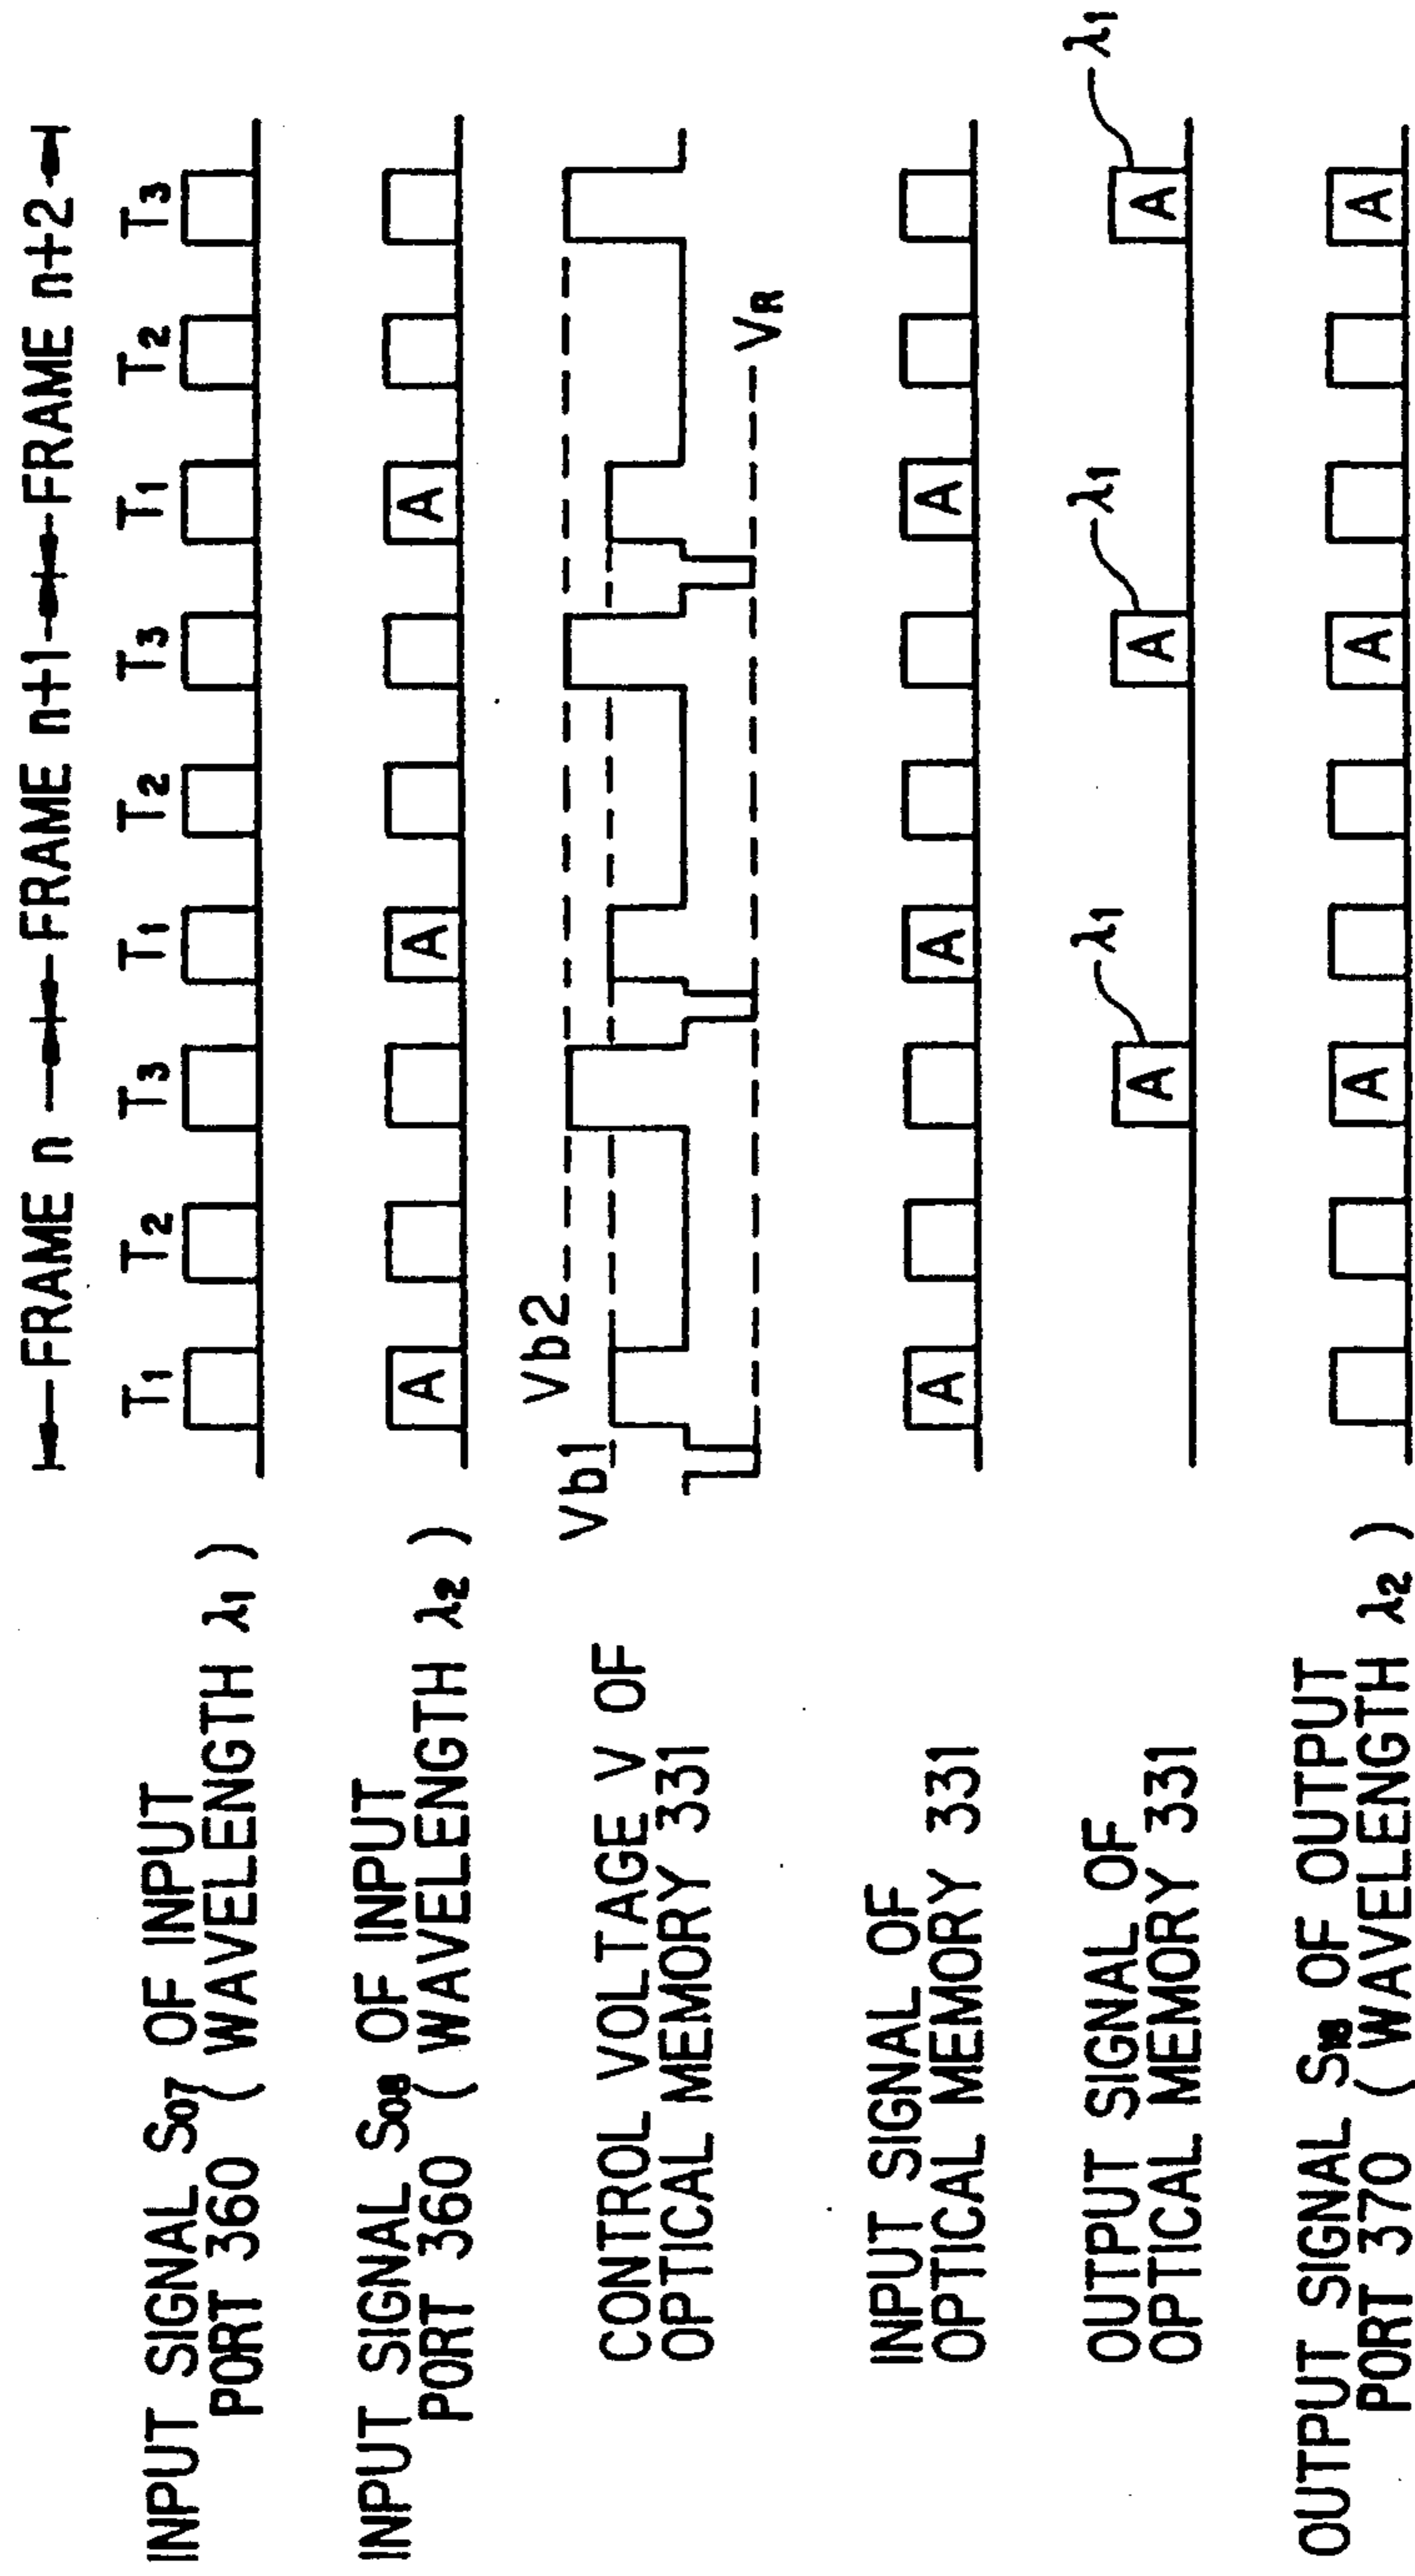 FRAME n FRAME n+1 FRAME n+2
T1 T2 T3 T1 T2 T3 T1 T2 T3
INPUT SIGNAL S07 OF INPUT
PORT 360 ( WAVELENGTH λ1 )
INPUT SIGNAL S08 OF INPUT
PORT 360 ( WAVELENGTH λ2 )
A A A
CONTROL VOLTAGE V OF
OPTICAL MEMORY 331
Vb2
Vb1
VR
INPUT SIGNAL OF
OPTICAL MEMORY 331
A A A
OUTPUT SIGNAL OF
OPTICAL MEMORY 331
λ1 λ1 λ1
A A A
OUTPUT SIGNAL S18 OF OUTPUT
PORT 370 ( WAVELENGTH λ2 )
A A A